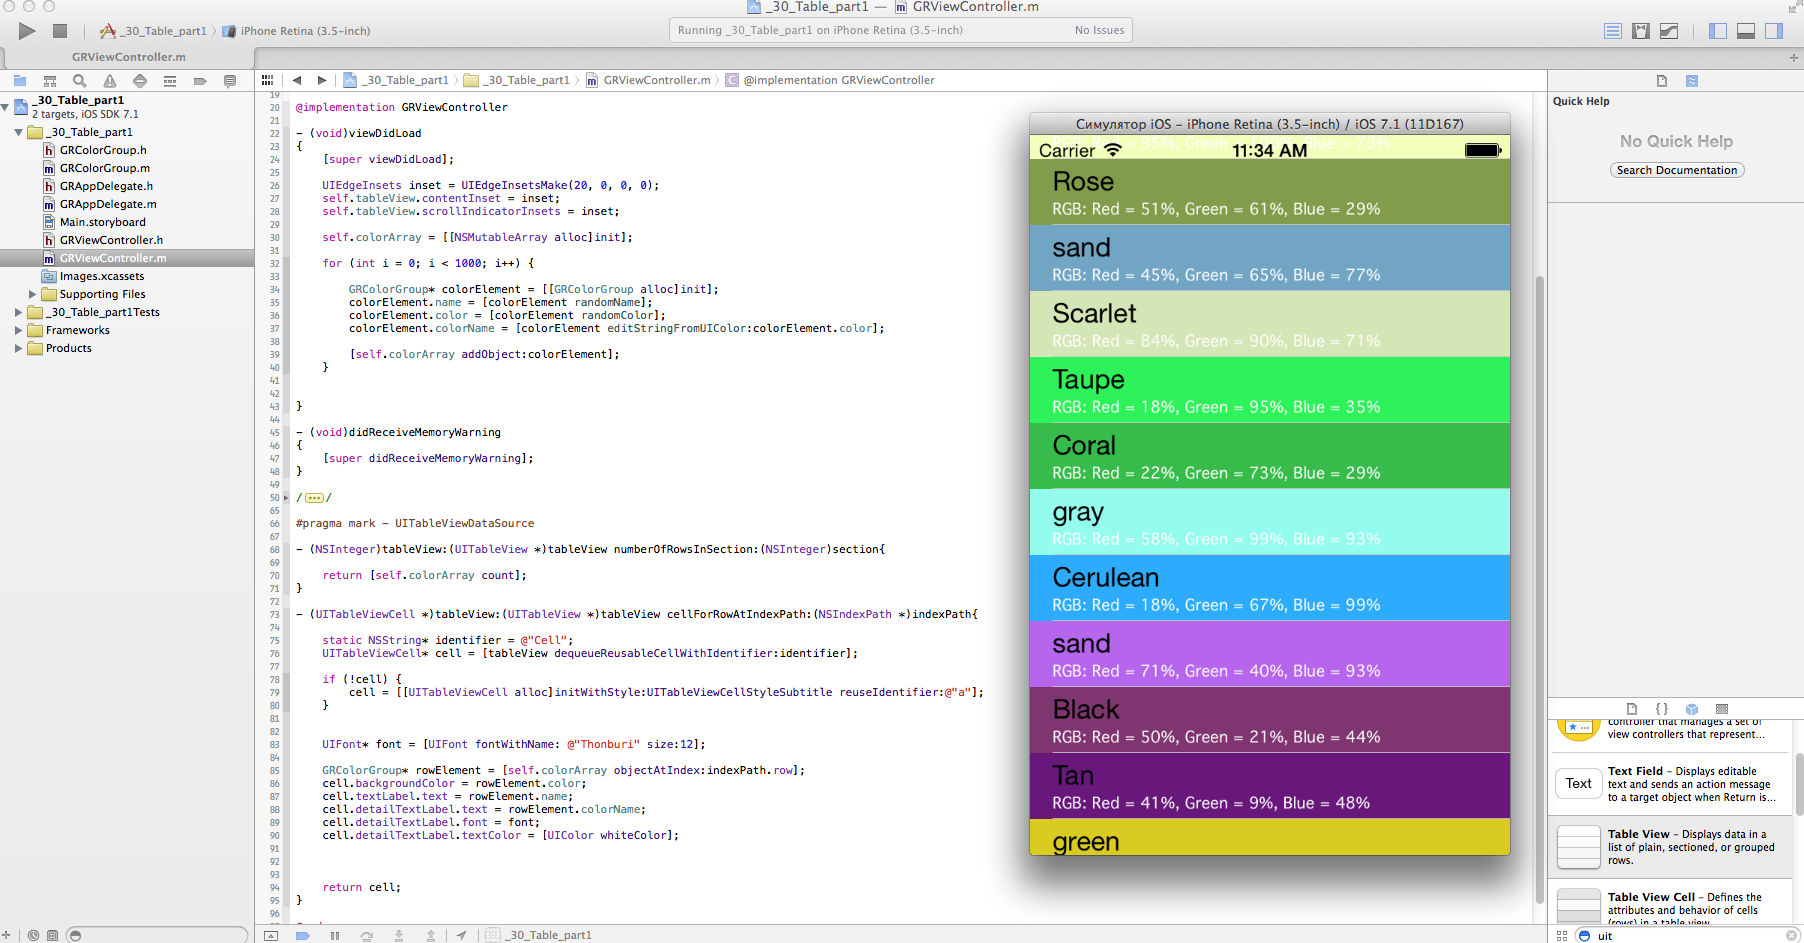 _30_Table_part1 — GRViewController.m
_30_Table_part1 〉 iPhone Retina (3.5-inch)
Running _30_Table_part1 on iPhone Retina (3.5-inch) No Issues
GRViewController.m
_30_Table_part1 〉 _30_Table_part1 〉 GRViewController.m 〉 @implementation GRViewController
_30_Table_part1
2 targets, iOS SDK 7.1
_30_Table_part1
GRColorGroup.h
GRColorGroup.m
GRAppDelegate.h
GRAppDelegate.m
Main.storyboard
GRViewController.h
GRViewController.m
Images.xcassets
Supporting Files
_30_Table_part1Tests
Frameworks
Products
19
20 @implementation GRViewController
21
22 - (void)viewDidLoad
23 {
24 [super viewDidLoad];
25
26 UIEdgeInsets inset = UIEdgeInsetsMake(20, 0, 0, 0);
27 self.tableView.contentInset = inset;
28 self.tableView.scrollIndicatorInsets = inset;
29
30 self.colorArray = [[NSMutableArray alloc]init];
31
32 for (int i = 0; i < 1000; i++) {
33
34 GRColorGroup* colorElement = [[GRColorGroup alloc]init];
35 colorElement.name = [colorElement randomName];
36 colorElement.color = [colorElement randomColor];
37 colorElement.colorName = [colorElement editStringFromUIColor:colorElement.color];
38
39 [self.colorArray addObject:colorElement];
40 }
41
42
43 }
44
45 - (void)didReceiveMemoryWarning
46 {
47 [super didReceiveMemoryWarning];
48 }
49
50 /•••/
65
66 #pragma mark - UITableViewDataSource
67
68 - (NSInteger)tableView:(UITableView *)tableView numberOfRowsInSection:(NSInteger)section{
69
70 return [self.colorArray count];
71 }
72
73 - (UITableViewCell *)tableView:(UITableView *)tableView cellForRowAtIndexPath:(NSIndexPath *)indexPath{
74
75 static NSString* identifier = @"Cell";
76 UITableViewCell* cell = [tableView dequeueReusableCellWithIdentifier:identifier];
77
78 if (!cell) {
79 cell = [[UITableViewCell alloc]initWithStyle:UITableViewCellStyleSubtitle reuseIdentifier:@"a"];
80 }
81
82
83 UIFont* font = [UIFont fontWithName: @"Thonburi" size:12];
84
85 GRColorGroup* rowElement = [self.colorArray objectAtIndex:indexPath.row];
86 cell.backgroundColor = rowElement.color;
87 cell.textLabel.text = rowElement.name;
88 cell.detailTextLabel.text = rowElement.colorName;
89 cell.detailTextLabel.font = font;
90 cell.detailTextLabel.textColor = [UIColor whiteColor];
91
92
93
94 return cell;
95 }
96
_30_Table_part1
Симулятор iOS – iPhone Retina (3.5-inch) / iOS 7.1 (11D167)
Carrier 11:34 AM
Rose
RGB: Red = 51%, Green = 61%, Blue = 29%
sand
RGB: Red = 45%, Green = 65%, Blue = 77%
Scarlet
RGB: Red = 84%, Green = 90%, Blue = 71%
Taupe
RGB: Red = 18%, Green = 95%, Blue = 35%
Coral
RGB: Red = 22%, Green = 73%, Blue = 29%
gray
RGB: Red = 58%, Green = 99%, Blue = 93%
Cerulean
RGB: Red = 18%, Green = 67%, Blue = 99%
sand
RGB: Red = 71%, Green = 40%, Blue = 93%
Black
RGB: Red = 50%, Green = 21%, Blue = 44%
Tan
RGB: Red = 41%, Green = 9%, Blue = 48%
green
Quick Help
No Quick Help
Search Documentation
controller that manages a set of
view controllers that represent...
Text
Text Field – Displays editable
text and sends an action message
to a target object when Return is...
Table View – Displays data in a
list of plain, sectioned, or grouped
rows.
Table View Cell – Defines the
attributes and behavior of cells
(rows) in a table view
uit